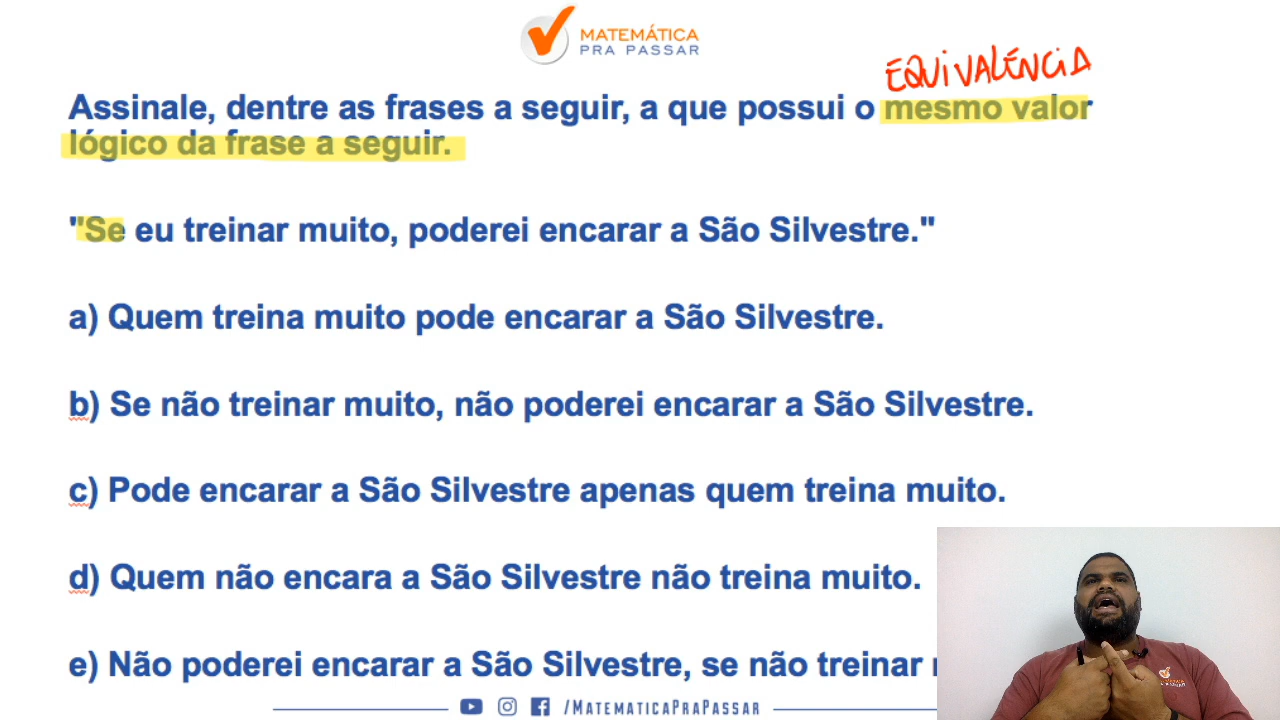 MATEMÁTICA
PRA PASSAR
EQUIVALÊNCIA
Assinale, dentre as frases a seguir, a que possui o mesmo valor
lógico da frase a seguir.
"Se eu treinar muito, poderei encarar a São Silvestre."
a) Quem treina muito pode encarar a São Silvestre.
b) Se não treinar muito, não poderei encarar a São Silvestre.
c) Pode encarar a São Silvestre apenas quem treina muito.
d) Quem não encara a São Silvestre não treina muito.
e) Não poderei encarar a São Silvestre, se não treinar
/MATEMATICAPRAPASSAR